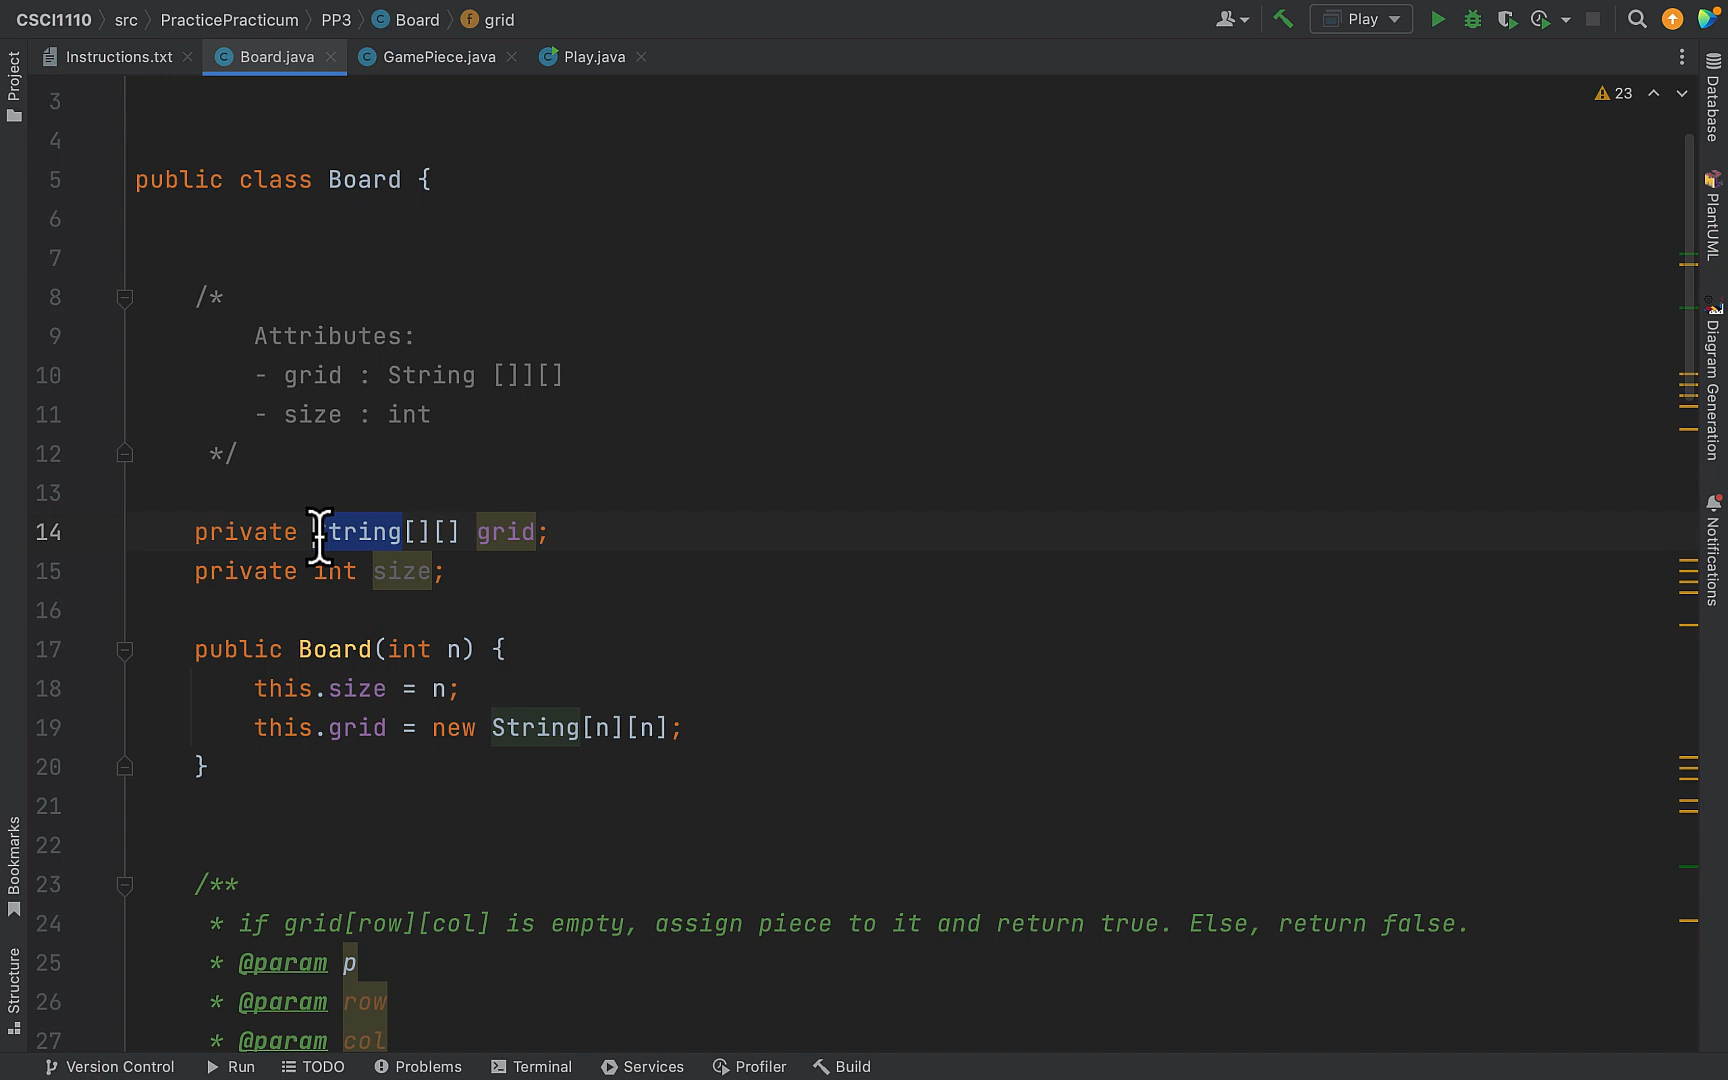 CSCI1110 src PracticePracticum PP3 Board grid Play
Instructions.txt Board.java GamePiece.java Play.java
23
3
4
5 public class Board {
6
7
8 /*
9 Attributes:
10 - grid : String []][]
11 - size : int
12 */
13
14 private String[][] grid;
15 private int size;
16
17 public Board(int n) {
18 this.size = n;
19 this.grid = new String[n][n];
20 }
21
22
23 /**
24 * if grid[row][col] is empty, assign piece to it and return true. Else, return false.
25 * @param p
26 * @param row
27 * @param col
Project
Bookmarks
Structure
Database
PlantUML
Diagram Generation
Notifications
Version Control Run TODO Problems Terminal Services Profiler Build